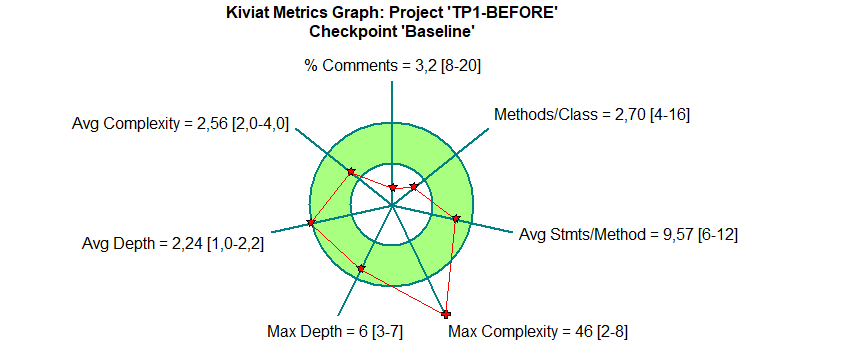 Kiviat Metrics Graph: Project 'TP1-BEFORE'
Checkpoint 'Baseline'
% Comments = 3,2 [8-20]
Methods/Class = 2,70 [4-16]
Avg Complexity = 2,56 [2,0-4,0]
Avg Stmts/Method = 9,57 [6-12]
Avg Depth = 2,24 [1,0-2,2]
Max Depth = 6 [3-7]
Max Complexity = 46 [2-8]